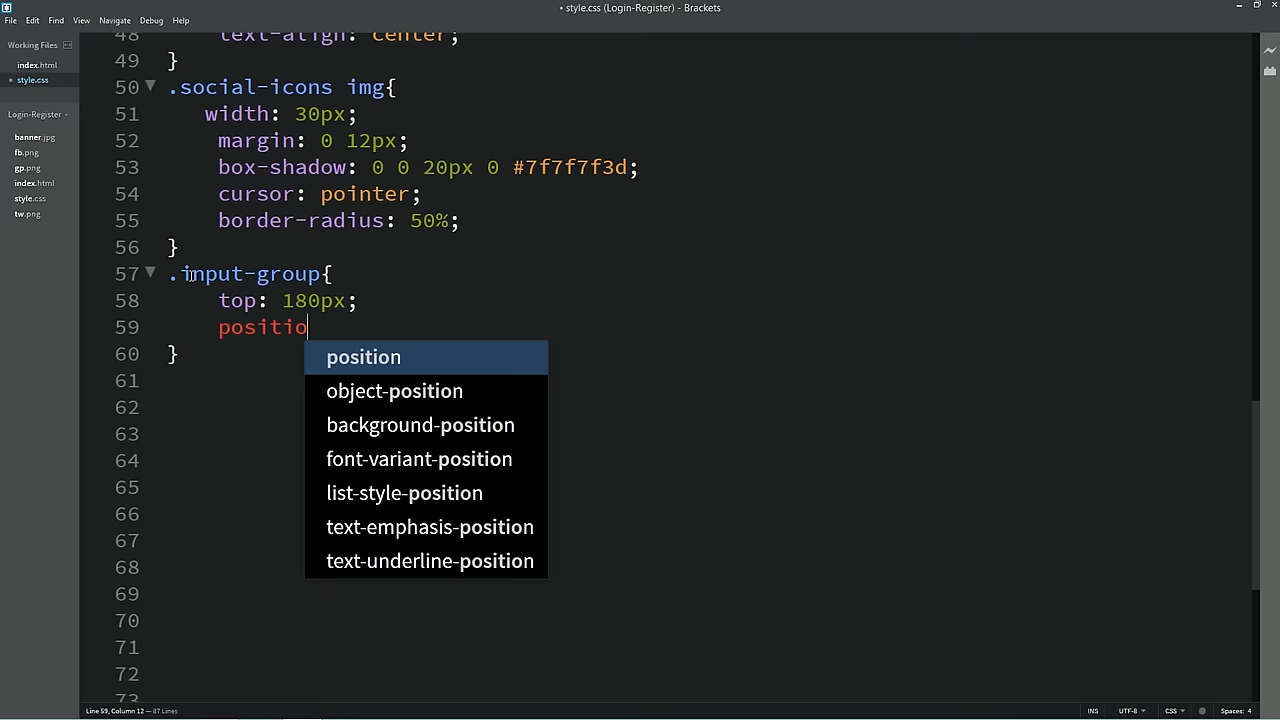 • style.css (Login-Register) - Brackets
File Edit Find View Navigate Debug Help
Working Files
index.html
• style.css
Login-Register
banner.jpg
fb.png
gp.png
index.html
style.css
tw.png
48 text-align: center;
49 }
50 .social-icons img{
51 width: 30px;
52 margin: 0 12px;
53 box-shadow: 0 0 20px 0 #7f7f7f3d;
54 cursor: pointer;
55 border-radius: 50%;
56 }
57 .input-group{
58 top: 180px;
59 positio
60 }
position
object-position
background-position
font-variant-position
list-style-position
text-emphasis-position
text-underline-position
61
62
63
64
65
66
67
68
69
70
71
72
73
Line 59, Column 12 — 87 Lines
INS UTF-8 CSS Spaces: 4